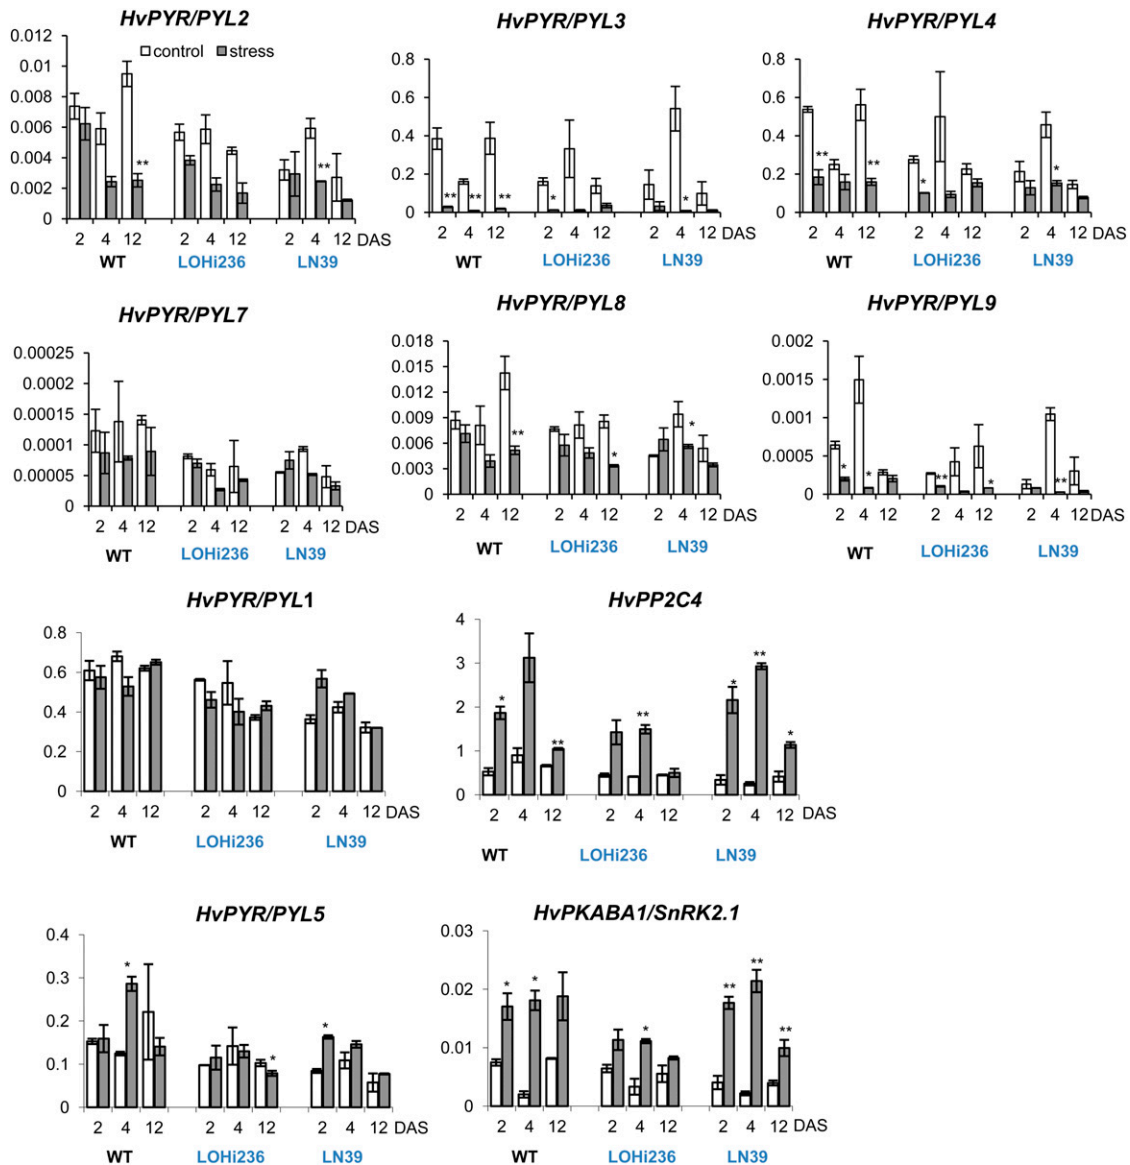 HvPYR/PYL2
HvPYR/PYL3
HvPYR/PYL4
0.012
0.01
0.008
0.006
0.004
0.002
0
control stress
**
**
2 4 12 2 4 12 2 4 12 DAS
WT LOHi236 LN39
0.8
0.6
0.4
0.2
0
** ** ** * *
2 4 12 2 4 12 2 4 12 DAS
WT LOHi236 LN39
0.8
0.6
0.4
0.2
0
** ** * *
2 4 12 2 4 12 2 4 12 DAS
WT LOHi236 LN39
HvPYR/PYL7
HvPYR/PYL8
HvPYR/PYL9
0.00025
0.0002
0.00015
0.0001
0.00005
0
2 4 12 2 4 12 2 4 12 DAS
WT LOHi236 LN39
0.018
0.015
0.012
0.009
0.006
0.003
0
** * *
2 4 12 2 4 12 2 4 12 DAS
WT LOHi236 LN39
0.002
0.0015
0.001
0.0005
0
* * ** * **
2 4 12 2 4 12 2 4 12 DAS
WT LOHi236 LN39
HvPYR/PYL1
HvPP2C4
0.8
0.6
0.4
0.2
0
2 4 12 2 4 12 2 4 12 DAS
WT LOHi236 LN39
4
3
2
1
0
* ** ** * ** *
2 4 12 2 4 12 2 4 12 DAS
WT LOHi236 LN39
HvPYR/PYL5
HvPKABA1/SnRK2.1
0.4
0.3
0.2
0.1
0
* * *
2 4 12 2 4 12 2 4 12 DAS
WT LOHi236 LN39
0.03
0.02
0.01
0
* * * ** ** **
2 4 12 2 4 12 2 4 12 DAS
WT LOHi236 LN39